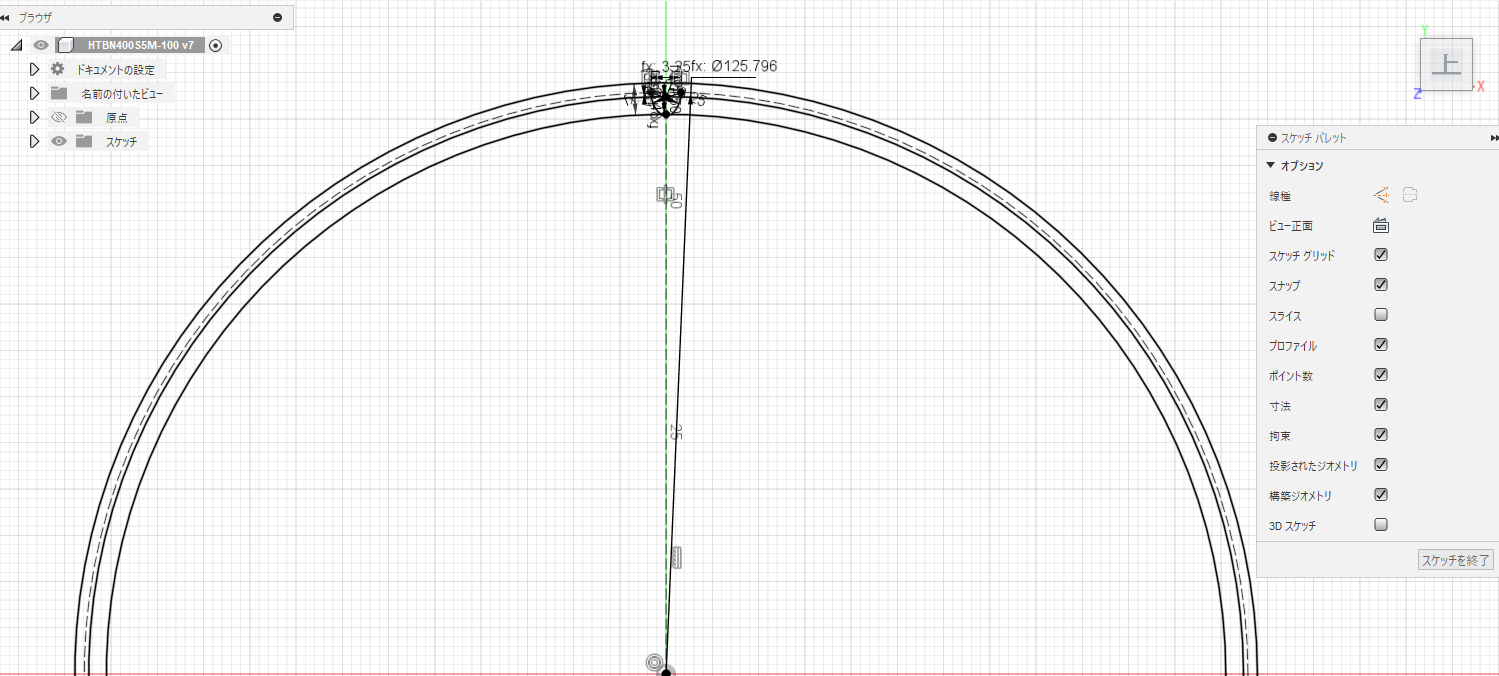 ブラウザ
HTBN400S5M-100 v7
ドキュメントの設定
名前の付いたビュー
原点
スケッチ
fx: 3.25fx: Ø125.796
50
25
上
Y
X
Z
スケッチ パレット
オプション
線種
ビュー正面
スケッチ グリッド
スナップ
スライス
プロファイル
ポイント数
寸法
拘束
投影されたジオメトリ
構築ジオメトリ
3D スケッチ
スケッチを終了